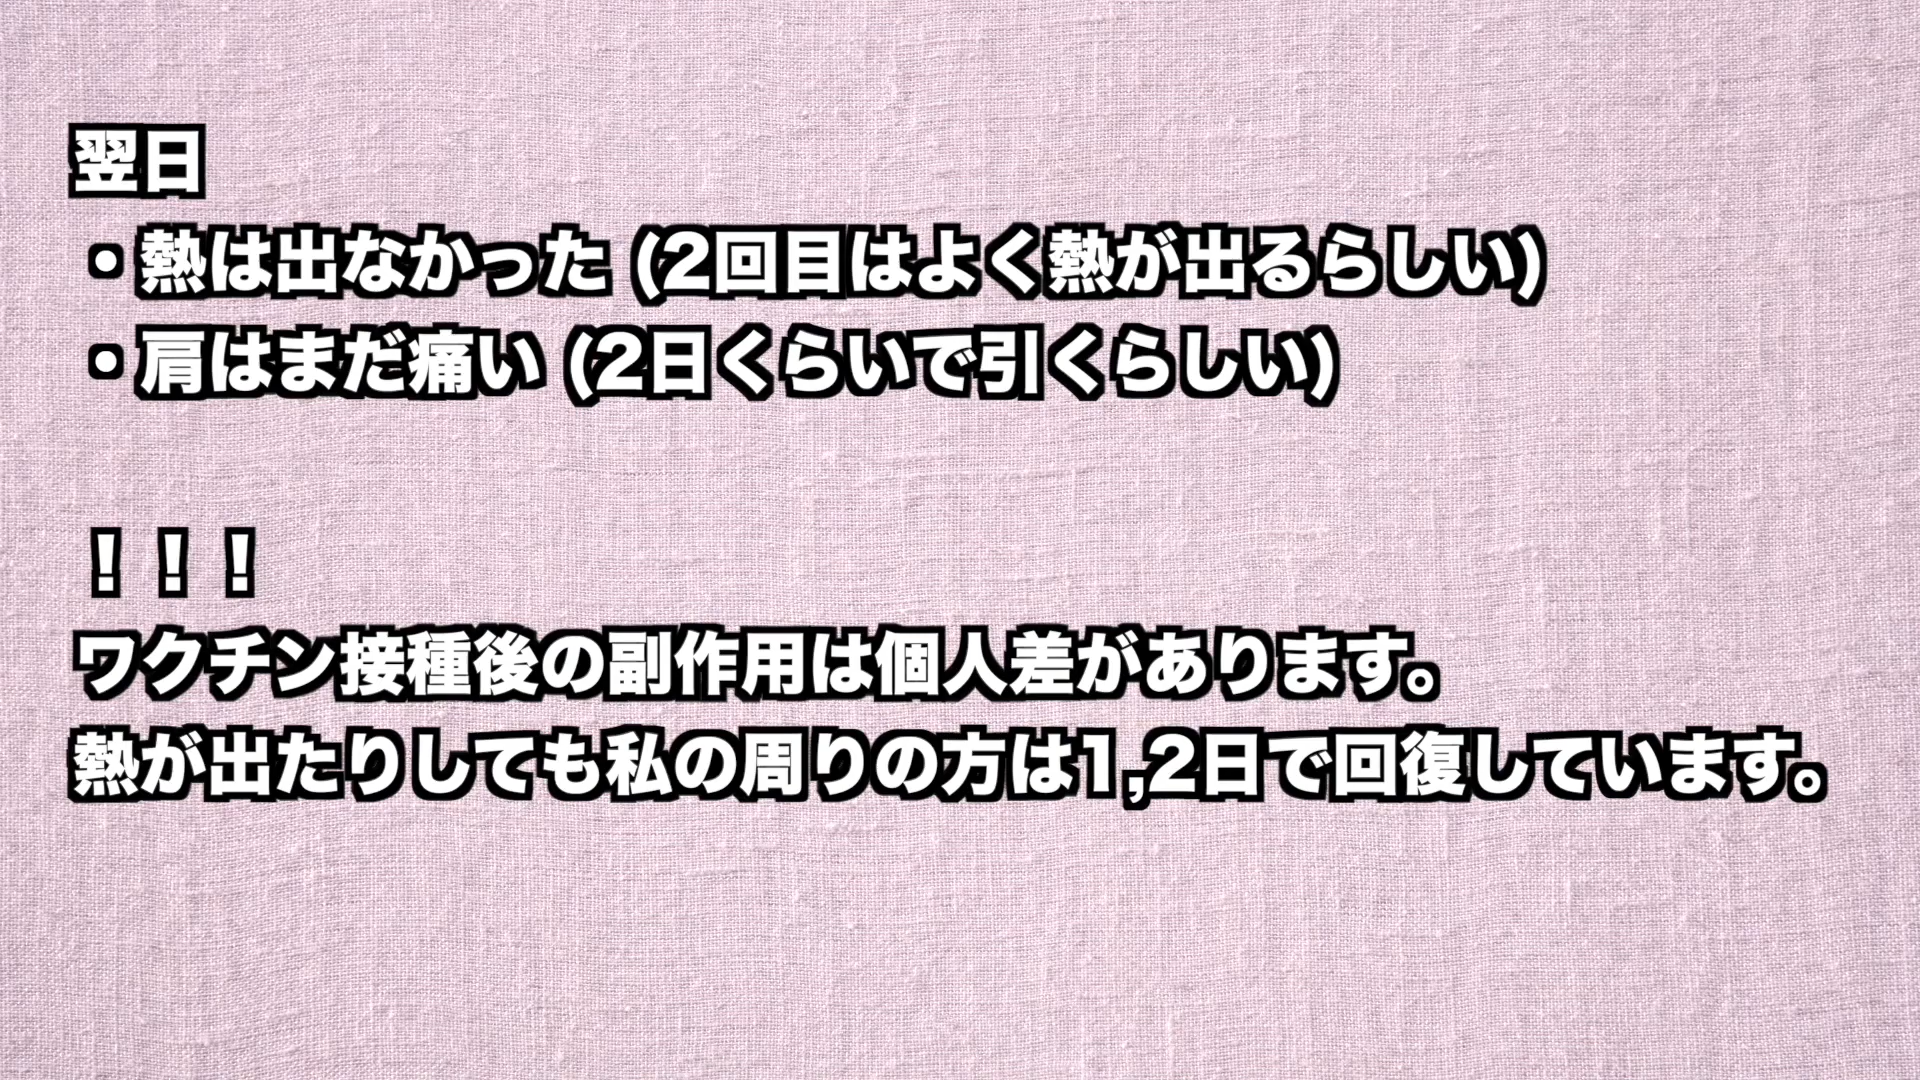 翌日
・熱は出なかった (2回目はよく熱が出るらしい)
・肩はまだ痛い (2日くらいで引くらしい)
！！！
ワクチン接種後の副作用は個人差があります。
熱が出たりしても私の周りの方は1,2日で回復しています。